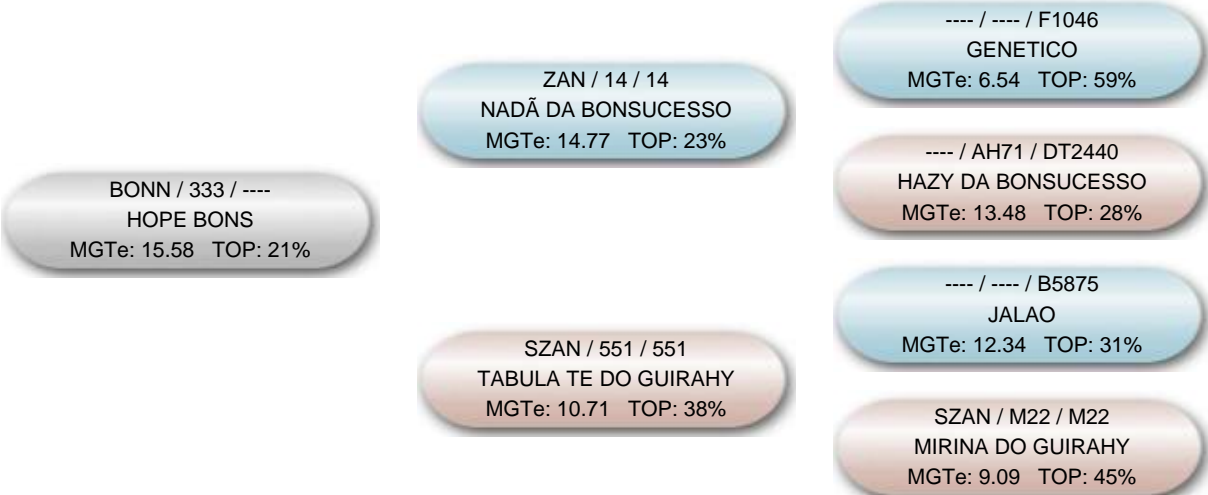 BONN / 333 / ----
HOPE BONS
MGTe: 15.58 TOP: 21%
ZAN / 14 / 14
NADÃ DA BONSUCESSO
MGTe: 14.77 TOP: 23%
SZAN / 551 / 551
TABULA TE DO GUIRAHY
MGTe: 10.71 TOP: 38%
---- / ---- / F1046
GENETICO
MGTe: 6.54 TOP: 59%
---- / AH71 / DT2440
HAZY DA BONSUCESSO
MGTe: 13.48 TOP: 28%
---- / ---- / B5875
JALAO
MGTe: 12.34 TOP: 31%
SZAN / M22 / M22
MIRINA DO GUIRAHY
MGTe: 9.09 TOP: 45%